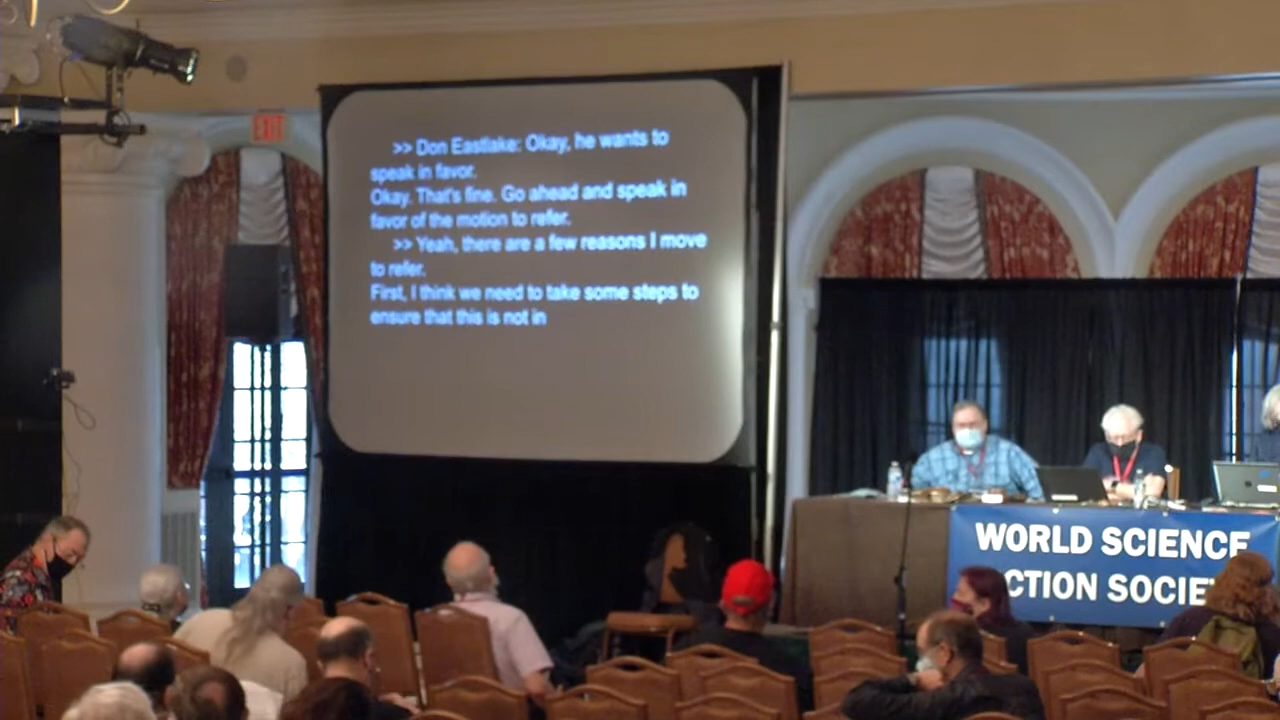 EXIT
>> Don Eastlake: Okay, he wants to
speak in favor.
Okay. That's fine. Go ahead and speak in
favor of the motion to refer.
>> Yeah, there are a few reasons I move
to refer.
First, I think we need to take some steps to
ensure that this is not in
WORLD SCIENCE
CTION SOCIE